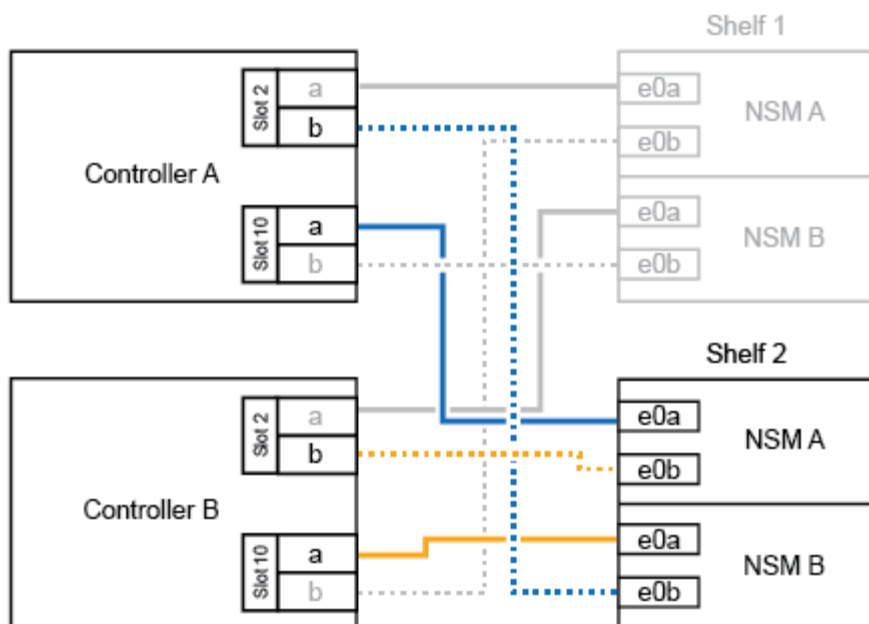 Shelf 1
Controller A
Slot 2
a
b
Slot 10
a
b
e0a
e0b
NSM A
e0a
e0b
NSM B
Shelf 2
Controller B
Slot 2
a
b
Slot 10
a
b
e0a
e0b
NSM A
e0a
e0b
NSM B